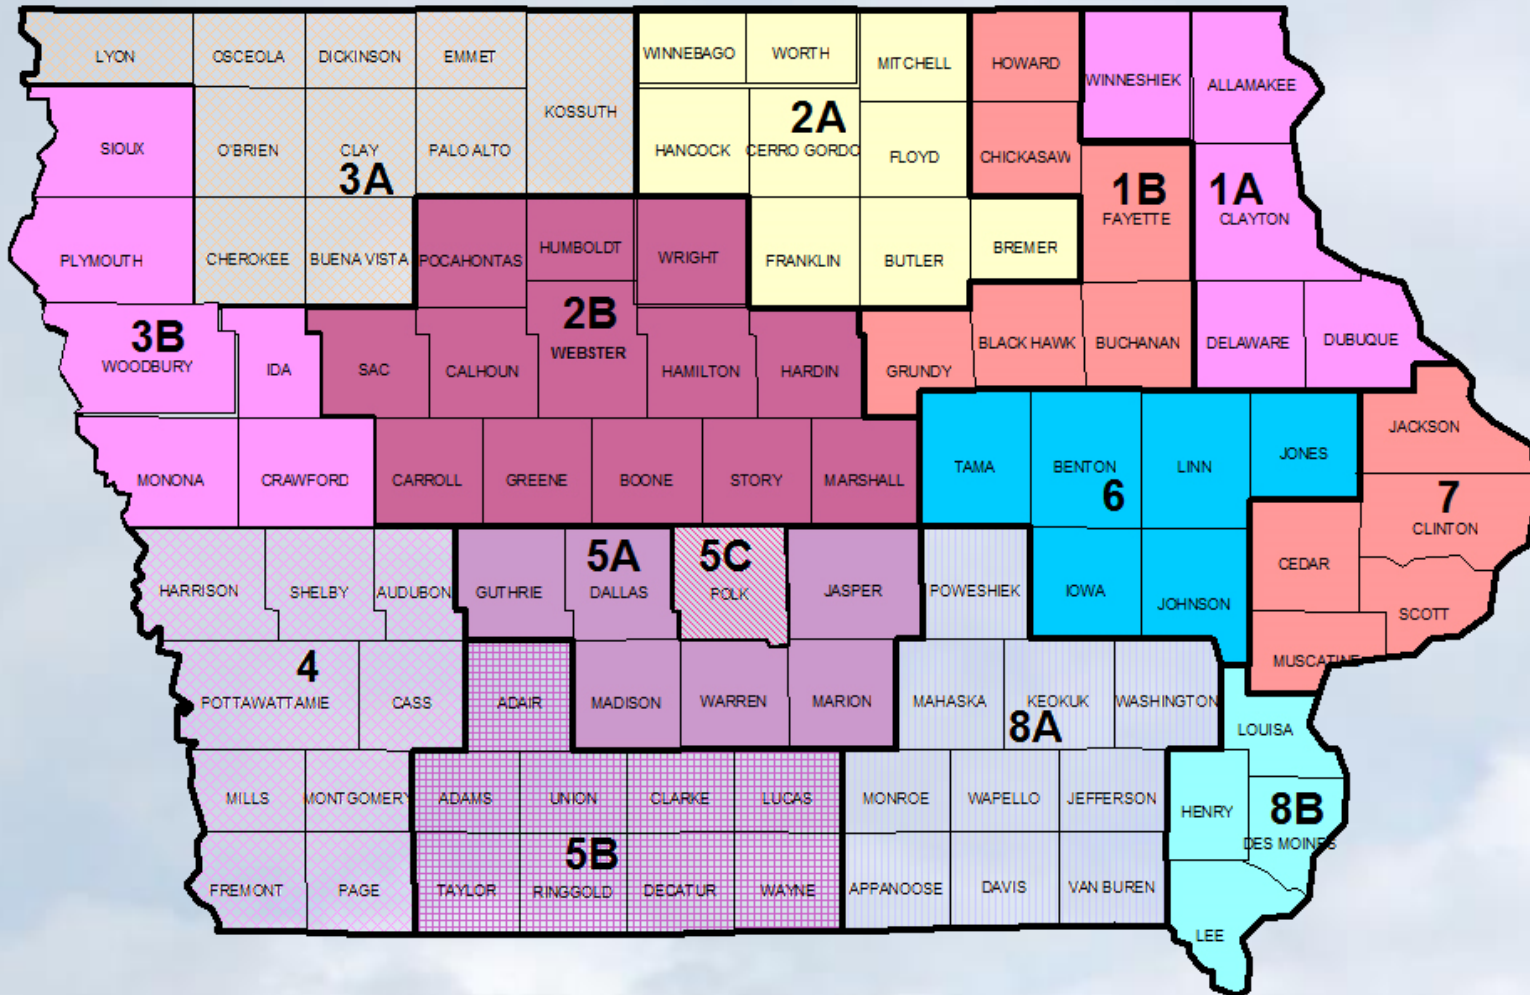 LYON OSCEOLA DICKINSON EMMET WINNEBAGO WORTH MITCHELL HOWARD WINNESHIEK ALLAMAKEE
KOSSUTH
SIOUX O'BRIEN CLAY PALO ALTO HANCOCK 2A CERRO GORDO FLOYD CHICKASAW
3A 1B 1A
FAYETTE CLAYTON
PLYMOUTH CHEROKEE BUENA VISTA POCAHONTAS HUMBOLDT WRIGHT FRANKLIN BUTLER BREMER
3B 2B
WOODBURY IDA SAC CALHOUN WEBSTER HAMILTON HARDIN GRUNDY BLACK HAWK BUCHANAN DELAWARE DUBUQUE
JACKSON
MONONA CRAWFORD CARROLL GREENE BOONE STORY MARSHALL TAMA BENTON LINN JONES
6 7
CLINTON
5A 5C
HARRISON SHELBY AUDUBON GUTHRIE DALLAS POLK JASPER POWESHIEK IOWA JOHNSON CEDAR
SCOTT
4 MUSCATINE
POTTAWATTAMIE CASS ADAIR MADISON WARREN MARION MAHASKA KEOKUK WASHINGTON
8A LOUISA
MILLS MONTGOMERY ADAMS UNION CLARKE LUCAS MONROE WAPELLO JEFFERSON HENRY 8B
DES MOINES
5B
FREMONT PAGE TAYLOR RINGGOLD DECATUR WAYNE APPANOOSE DAVIS VAN BUREN
LEE